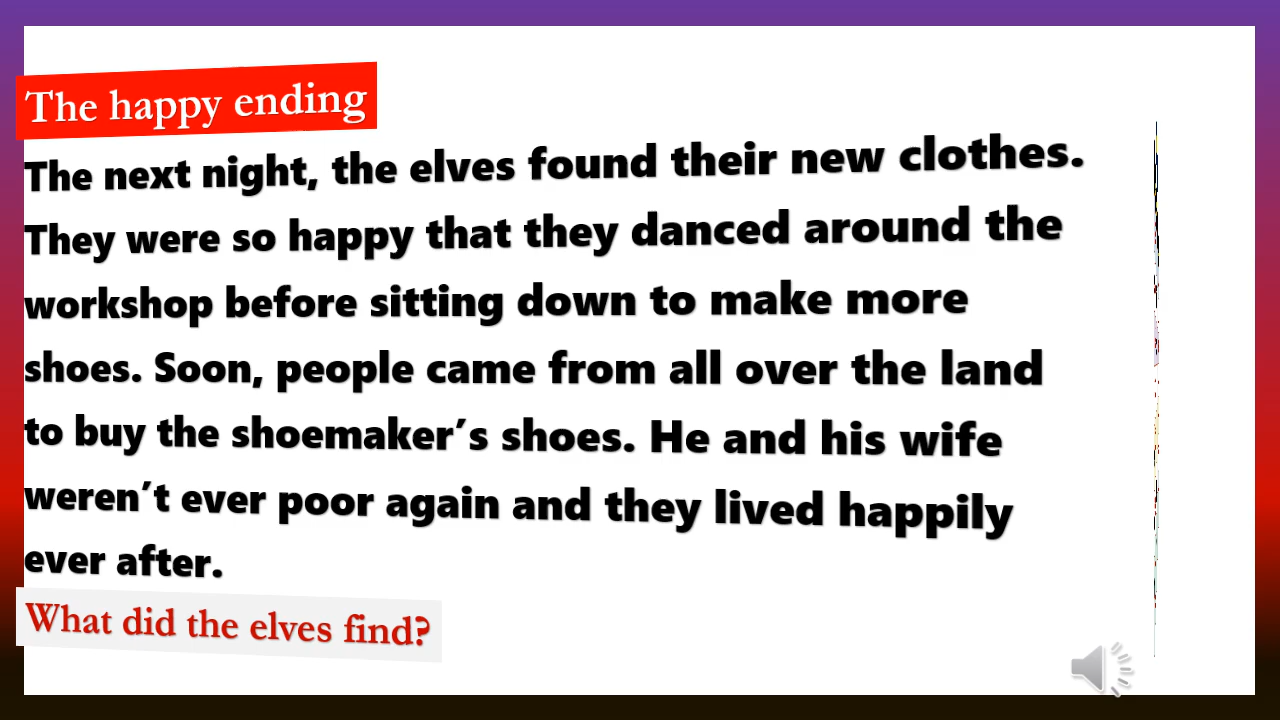 The happy ending
The next night, the elves found their new clothes.
They were so happy that they danced around the
workshop before sitting down to make more
shoes. Soon, people came from all over the land
to buy the shoemaker’s shoes. He and his wife
weren’t ever poor again and they lived happily
ever after.
What did the elves find?